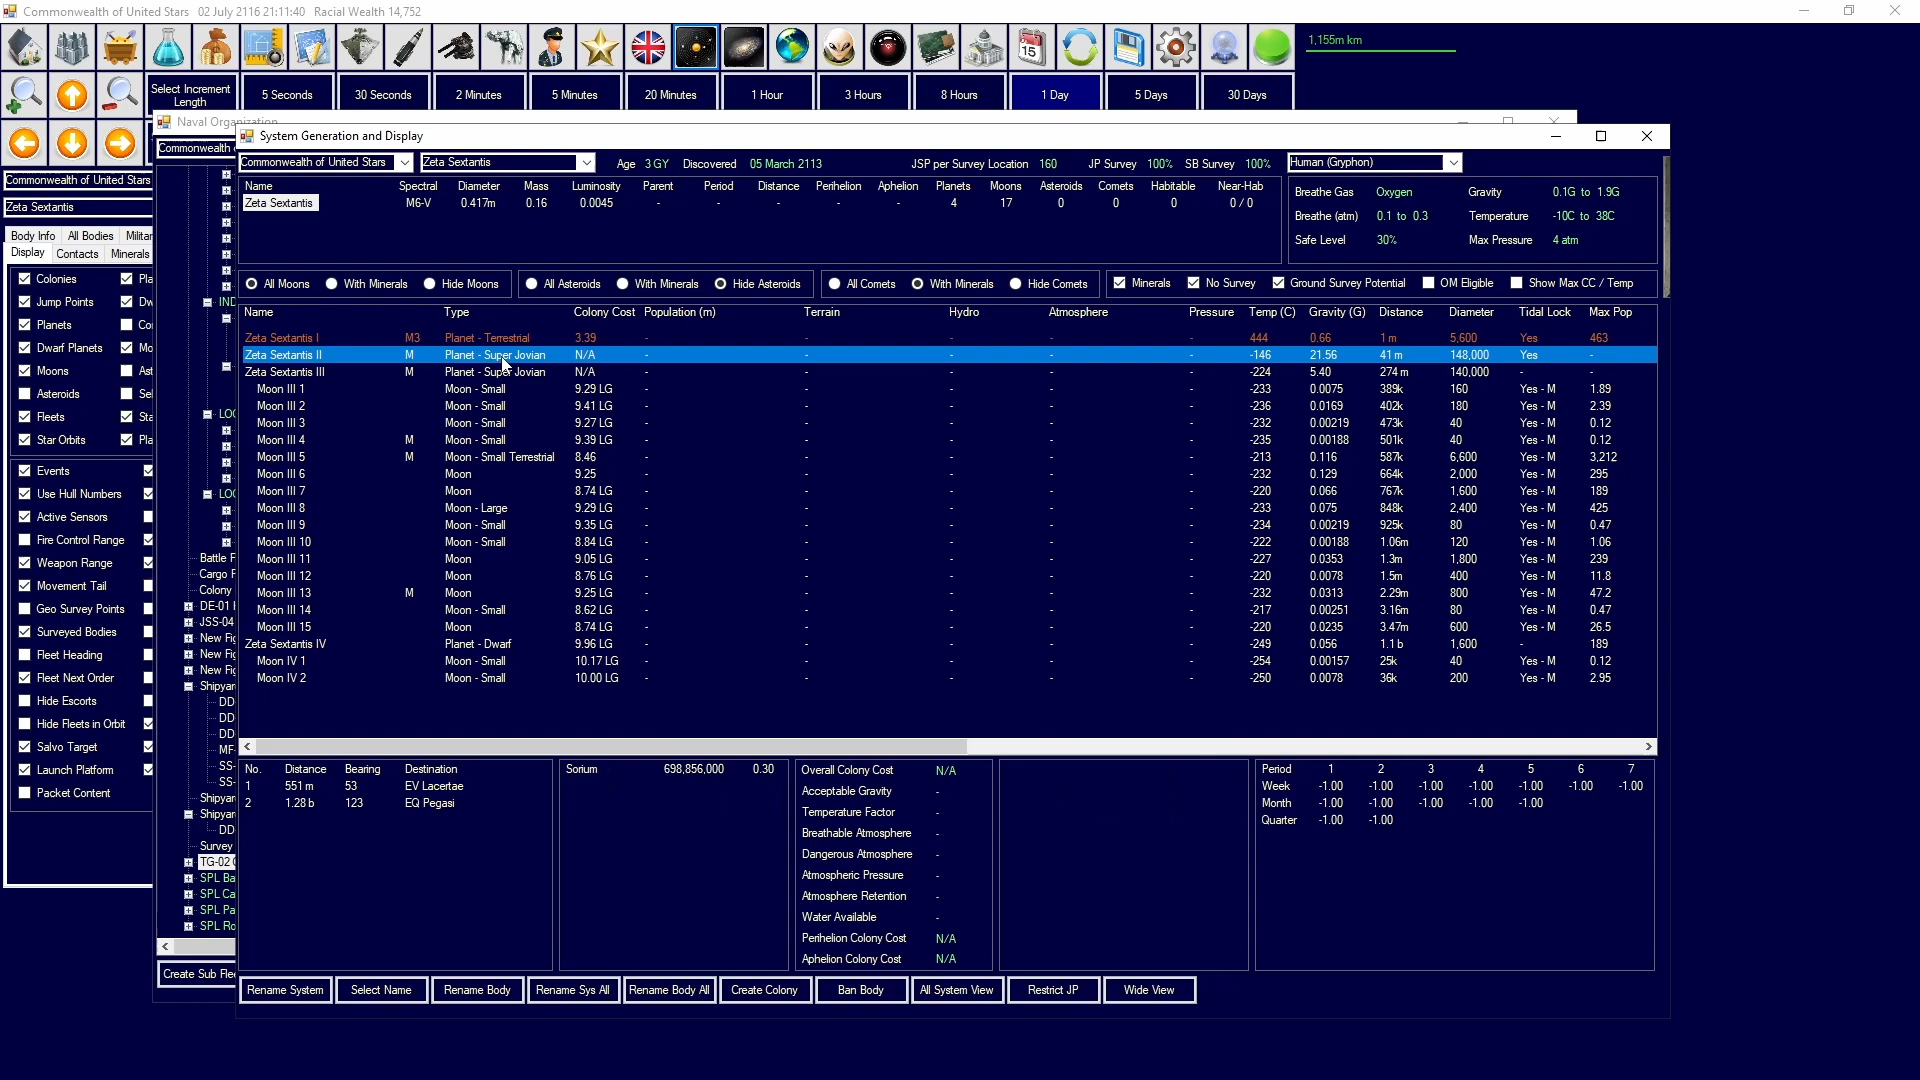 Commonwealth of United Stars 02 July 2116 21:11:40 Racial Wealth 14,752
1,155m km
Select Increment Length 5 Seconds 30 Seconds 2 Minutes 5 Minutes 20 Minutes 1 Hour 3 Hours 8 Hours 1 Day 5 Days 30 Days
Naval Organization
System Generation and Display
Commonwealth of United Stars
Zeta Sextantis
Body Info All Bodies
Display Contacts Minerals
Colonies
Jump Points
Planets
Dwarf Planets
Moons
Asteroids
Fleets
Star Orbits
Events
Use Hull Numbers
Active Sensors
Fire Control Range
Weapon Range
Movement Tail
Geo Survey Points
Surveyed Bodies
Fleet Heading
Fleet Next Order
Hide Escorts
Hide Fleets in Orbit
Salvo Target
Launch Platform
Packet Content
Commonwealth
Battle F
Cargo F
Colony
DE-01
JSS-04
New Fig
New Fig
New Fig
Shipyar
DD
DD
DD
MF-
SS-
SS-
Shipyar
Shipyar
DD
Survey
TG-02
SPL Ba
SPL Ca
SPL Pa
SPL Ro
Create Sub Flee
Commonwealth of United Stars Zeta Sextantis Age 3 GY Discovered 05 March 2113 JSP per Survey Location 160 JP Survey 100% SB Survey 100% Human (Gryphon)
Name Spectral Diameter Mass Luminosity Parent Period Distance Perihelion Aphelion Planets Moons Asteroids Comets Habitable Near-Hab
Zeta Sextantis M6-V 0.417m 0.16 0.0045 - - - - - 4 17 0 0 0 0 / 0
Breathe Gas Oxygen Gravity 0.1G to 1.9G
Breathe (atm) 0.1 to 0.3 Temperature -10C to 38C
Safe Level 30% Max Pressure 4 atm
All Moons With Minerals Hide Moons All Asteroids With Minerals Hide Asteroids All Comets With Minerals Hide Comets Minerals No Survey Ground Survey Potential OM Eligible Show Max CC / Temp
Name Type Colony Cost Population (m) Terrain Hydro Atmosphere Pressure Temp (C) Gravity (G) Distance Diameter Tidal Lock Max Pop
Zeta Sextantis I M3 Planet - Terrestrial 3.39 - - - - - 444 0.66 1 m 5,600 Yes 463
Zeta Sextantis II M Planet - Super Jovian N/A - - - - - -146 21.56 41 m 148,000 Yes -
Zeta Sextantis III M Planet - Super Jovian N/A - - - - - -224 5.40 274 m 140,000 - -
Moon III 1 Moon - Small 9.29 LG - - - - - -233 0.0075 389k 160 Yes - M 1.89
Moon III 2 Moon - Small 9.41 LG - - - - - -236 0.0169 402k 180 Yes - M 2.39
Moon III 3 Moon - Small 9.27 LG - - - - - -232 0.00219 473k 40 Yes - M 0.12
Moon III 4 M Moon - Small 9.39 LG - - - - - -235 0.00188 501k 40 Yes - M 0.12
Moon III 5 M Moon - Small Terrestrial 8.46 - - - - - -213 0.116 587k 6,600 Yes - M 3,212
Moon III 6 Moon 9.25 - - - - - -232 0.129 664k 2,000 Yes - M 295
Moon III 7 Moon 8.74 LG - - - - - -220 0.066 767k 1,600 Yes - M 189
Moon III 8 Moon - Large 9.29 LG - - - - - -233 0.075 848k 2,400 Yes - M 425
Moon III 9 Moon - Small 9.35 LG - - - - - -234 0.00219 925k 80 Yes - M 0.47
Moon III 10 Moon - Small 8.84 LG - - - - - -222 0.00188 1.06m 120 Yes - M 1.06
Moon III 11 Moon 9.05 LG - - - - - -227 0.0353 1.3m 1,800 Yes - M 239
Moon III 12 Moon 8.76 LG - - - - - -220 0.0078 1.5m 400 Yes - M 11.8
Moon III 13 M Moon 9.25 LG - - - - - -232 0.0313 2.29m 800 Yes - M 47.2
Moon III 14 Moon - Small 8.62 LG - - - - - -217 0.00251 3.16m 80 Yes - M 0.47
Moon III 15 Moon 8.74 LG - - - - - -220 0.0235 3.47m 600 Yes - M 26.5
Zeta Sextantis IV Planet - Dwarf 9.96 LG - - - - - -249 0.056 1.1 b 1,600 - 189
Moon IV 1 Moon - Small 10.17 LG - - - - - -254 0.00157 25k 40 Yes - M 0.12
Moon IV 2 Moon - Small 10.00 LG - - - - - -250 0.0078 36k 200 Yes - M 2.95
No. Distance Bearing Destination
1 551 m 53 EV Lacertae
2 1.28 b 123 EQ Pegasi
Sorium 698,856,000 0.30
Overall Colony Cost N/A
Acceptable Gravity -
Temperature Factor -
Breathable Atmosphere -
Dangerous Atmosphere -
Atmospheric Pressure -
Atmosphere Retention -
Water Available -
Perihelion Colony Cost N/A
Aphelion Colony Cost N/A
Period 1 2 3 4 5 6 7
Week -1.00 -1.00 -1.00 -1.00 -1.00 -1.00 -1.00
Month -1.00 -1.00 -1.00 -1.00 -1.00
Quarter -1.00 -1.00
Rename System Select Name Rename Body Rename Sys All Rename Body All Create Colony Ban Body All System View Restrict JP Wide View